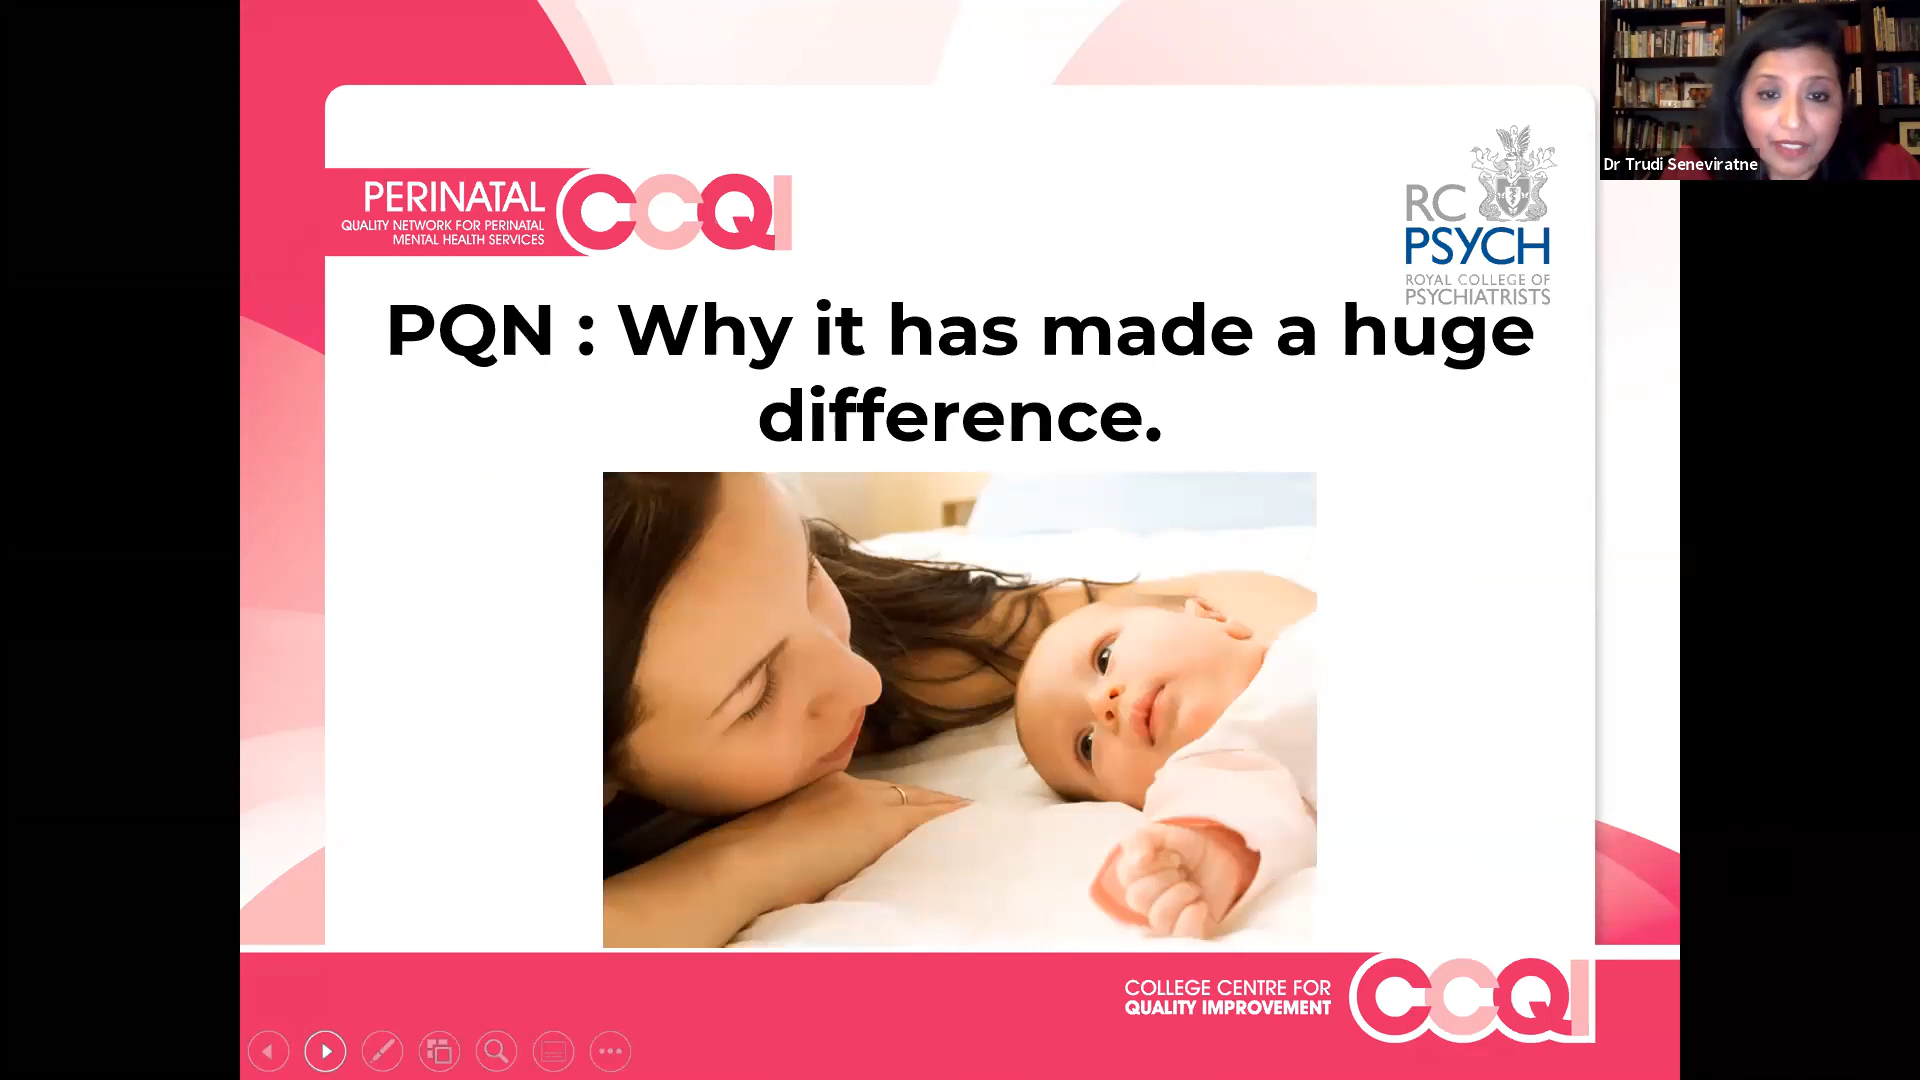 PERINATAL
QUALITY NETWORK FOR PERINATAL
MENTAL HEALTH SERVICES
CCQI
RC
PSYCH
ROYAL COLLEGE OF
PSYCHIATRISTS
Dr Trudi Seneviratne
PQN : Why it has made a huge
difference.
COLLEGE CENTRE FOR
QUALITY IMPROVEMENT
CCQI